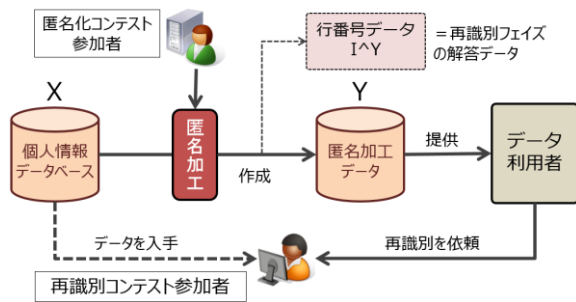 匿名化コンテスト
参加者
行番号データ
I^Y
＝再識別フェイズ
の解答データ
X
Y
個人情報
データベース
匿名加工
作成
匿名加工
データ
提供
データ
利用者
データを入手
再識別を依頼
再識別コンテスト参加者